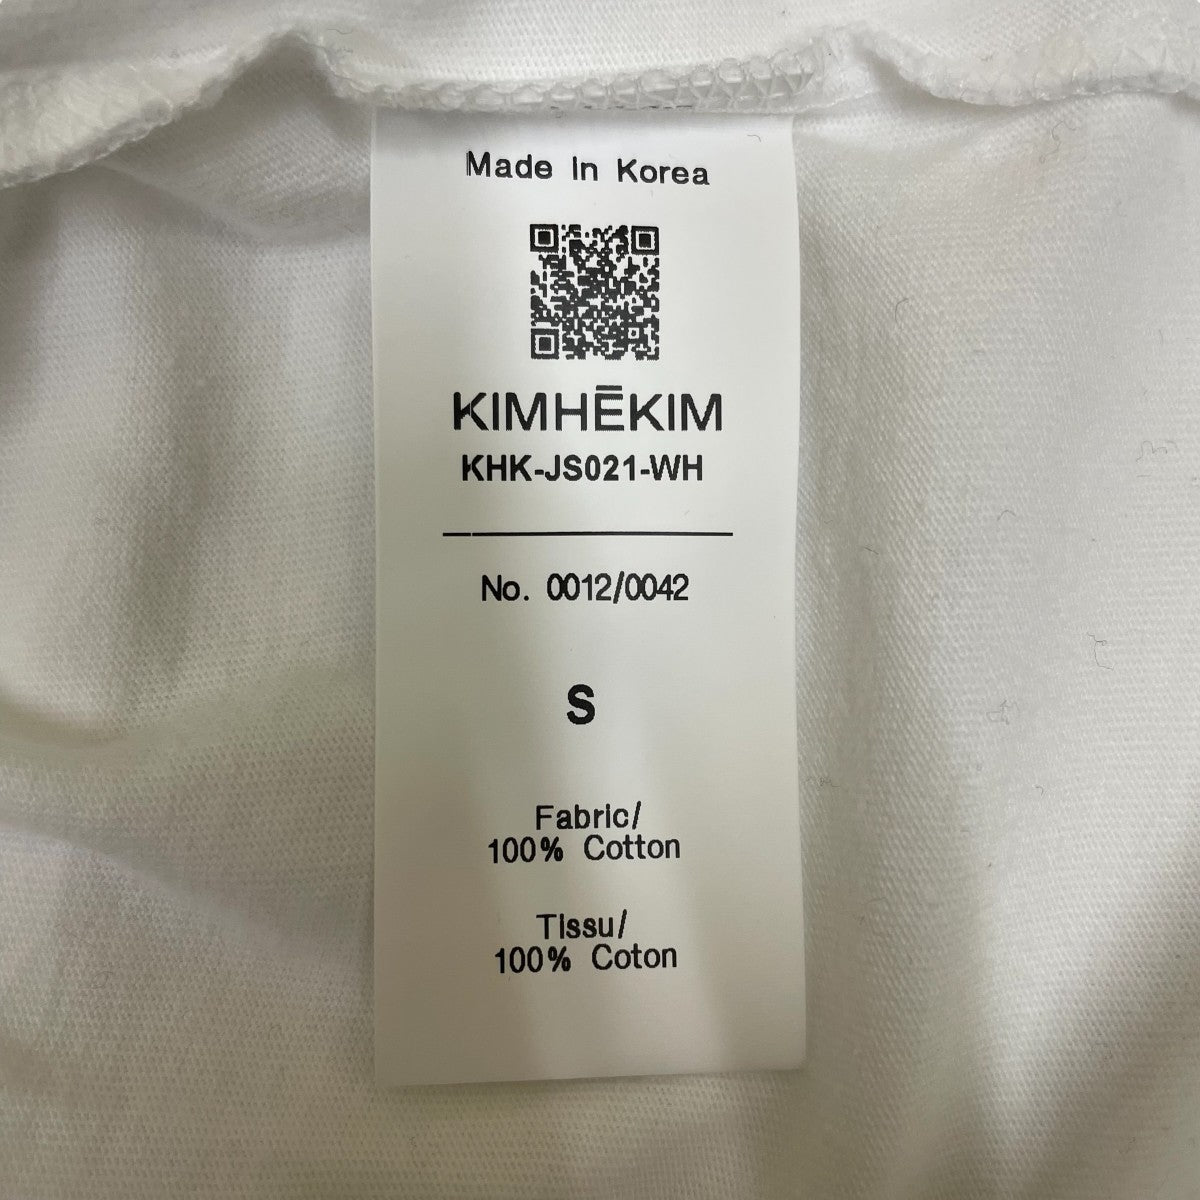 Made In Korea
KIMHĒKIM
KHK-JS021-WH
No. 0012/0042
S
Fabric/
100% Cotton
Tissu/
100% Coton